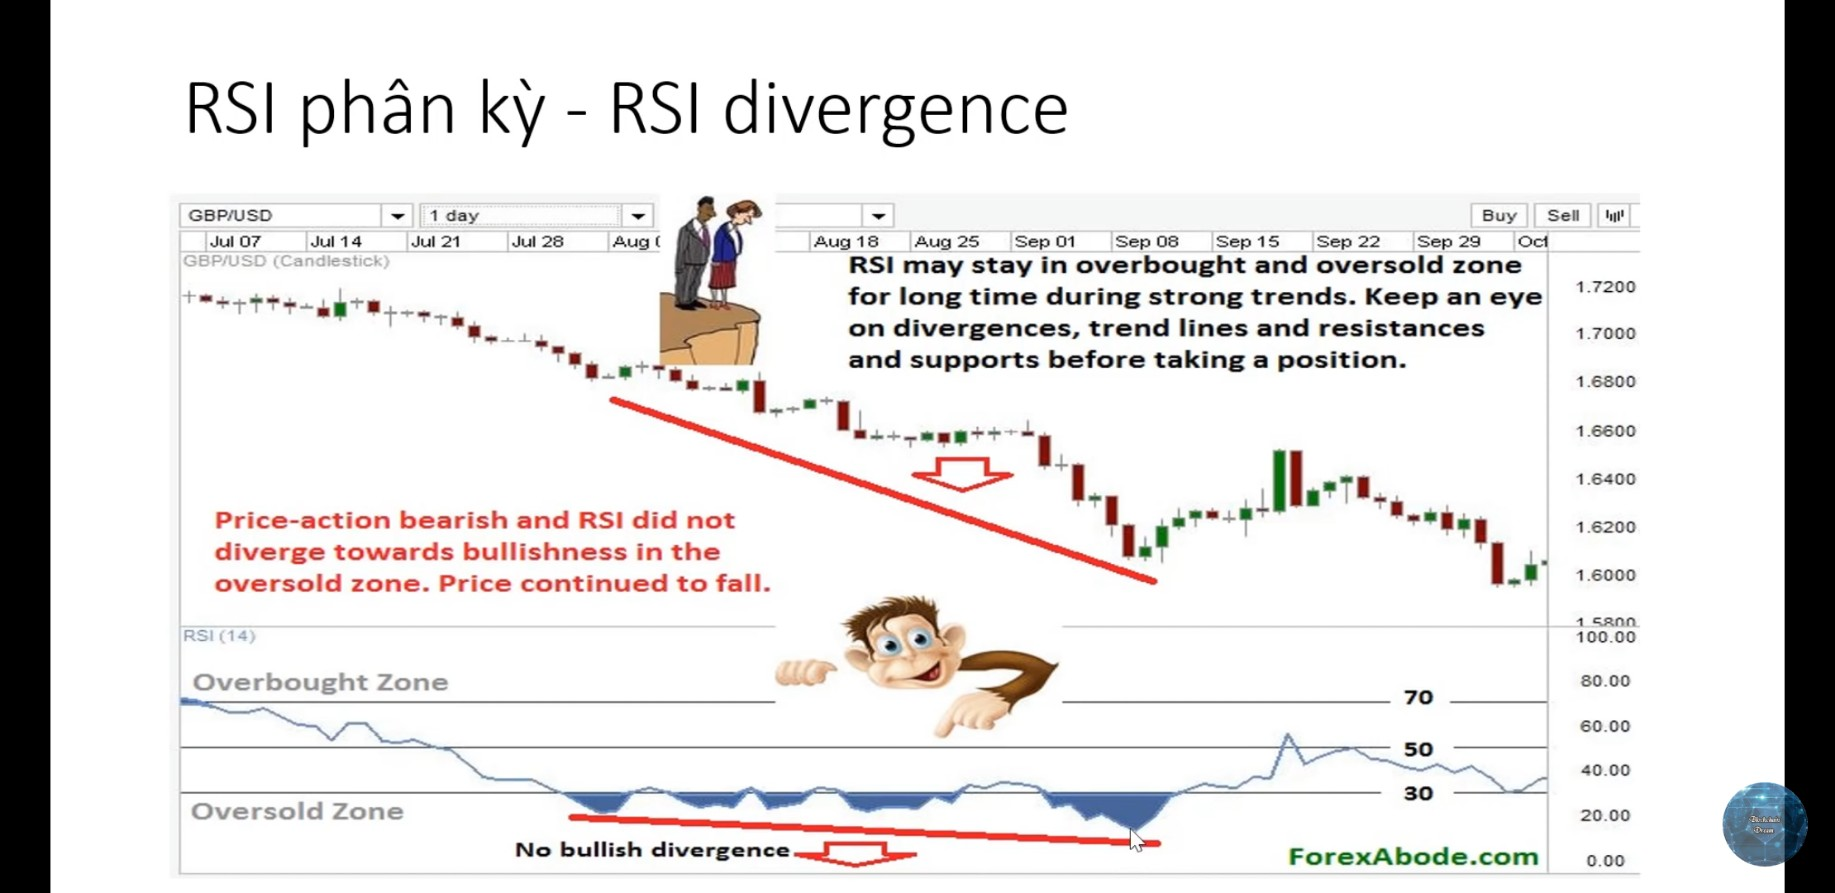 RSI phân kỳ - RSI divergence
GBP/USD
1 day
Buy
Sell
Jul 07
Jul 14
Jul 21
Jul 28
Aug 18
Aug 25
Sep 01
Sep 08
Sep 15
Sep 22
Sep 29
Oct
GBP/USD (Candlestick)
RSI may stay in overbought and oversold zone
for long time during strong trends. Keep an eye
on divergences, trend lines and resistances
and supports before taking a position.
1.7200
1.7000
1.6800
1.6600
1.6400
1.6200
1.6000
1.5800
Price-action bearish and RSI did not
diverge towards bullishness in the
oversold zone. Price continued to fall.
RSI (14)
100.00
80.00
60.00
40.00
20.00
0.00
Overbought Zone
70
50
30
Oversold Zone
No bullish divergence
ForexAbode.com